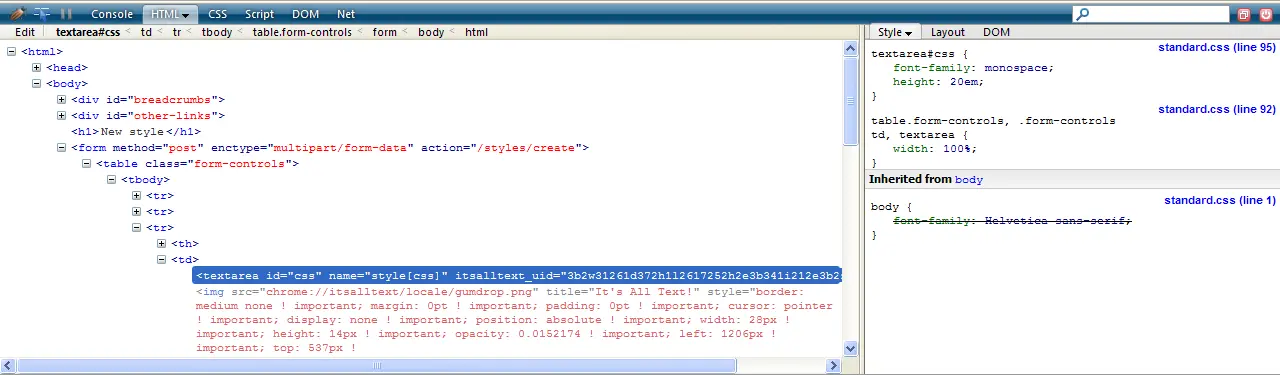 Console HTML CSS Script DOM Net
Edit textarea#css < td < tr < tbody < table.form-controls < form < body < html
<html>
<head>
<body>
<div id="breadcrumbs">
<div id="other-links">
<h1>New style</h1>
<form method="post" enctype="multipart/form-data" action="/styles/create">
<table class="form-controls">
<tbody>
<tr>
<tr>
<tr>
<th>
<td>
<textarea id="css" name="style[css]" itsalltext_uid=
<img src="chrome://itsalltext/locale/gumdrop.png" title="It's All Text!" style="border:
medium none ! important; margin: 0pt ! important; padding: 0pt ! important; cursor: pointer
! important; display: none ! important; position: absolute ! important; width: 28px !
important; height: 14px ! important; opacity: 0.0152174 ! important; left: 1206px !
important; top: 537px !
Style Layout DOM
standard.css (line 95)
textarea#css {
font-family: monospace;
height: 20em;
}
standard.css (line 92)
table.form-controls, .form-controls
td, textarea {
width: 100%;
}
Inherited from body
standard.css (line 1)
body {
font-family: Helvetica sans-serif;
}